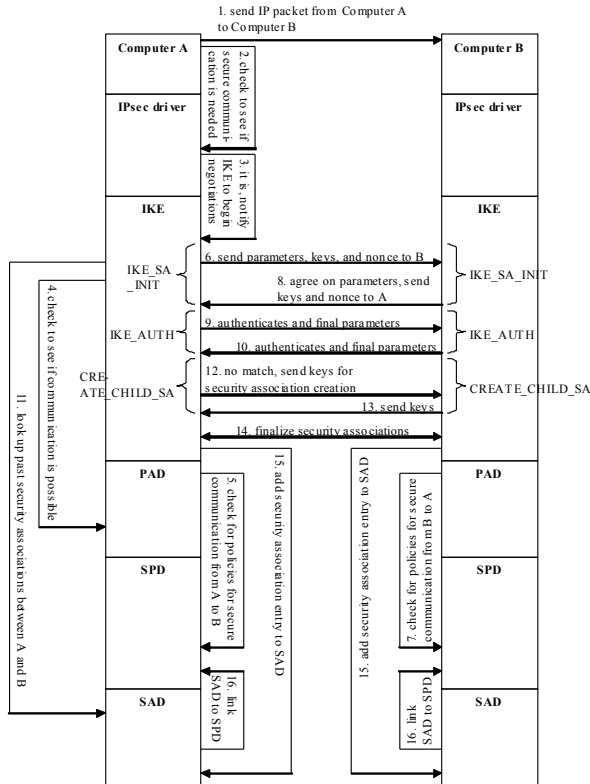 1. send IP packet from Computer A
to Computer B
Computer A
Computer B
2. check to see if
secure communi-
cation is needed
IPsec driver
IPsec driver
3. it is, notify
IKE to begin
negotiations
IKE
IKE
6. send parameters, keys, and nonce to B
IKE_SA
_INIT
IKE_SA_INIT
8. agree on parameters, send
keys and nonce to A
4. check to see if communication is possible
9. authenticates and final parameters
IKE_AUTH
IKE_AUTH
10. authenticates and final parameters
12. no match, send keys for
security association creation
CRE-
ATE_CHILD_SA
CREATE_CHILD_SA
13. send keys
11. look up past security associations between A and B
14. finalize security associations
PAD
PAD
15. add security association entry to SAD
15. add security association entry to SAD
5. check for policies for secure
communication from A to B
7. check for policies for secure
communication from B to A
SPD
SPD
16. link
SAD to SPD
16. link
SAD to SPD
SAD
SAD